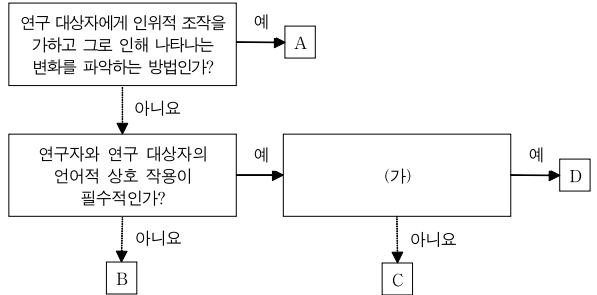 연구 대상자에게 인위적 조작을
가하고 그로 인해 나타나는
변화를 파악하는 방법인가?
예
A
아니요
연구자와 연구 대상자의
언어적 상호 작용이
필수적인가?
예
(가)
예
D
아니요
아니요
B
C